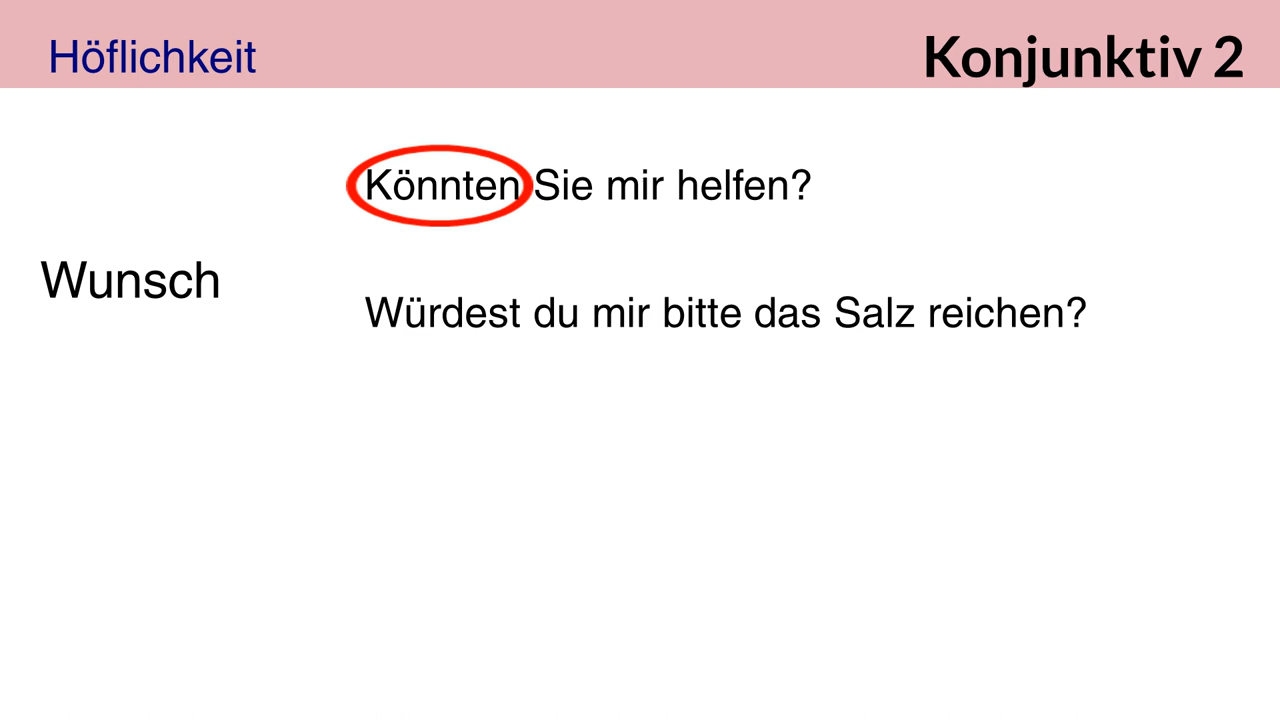 Höflichkeit
Konjunktiv 2
Könnten Sie mir helfen?
Wunsch
Würdest du mir bitte das Salz reichen?